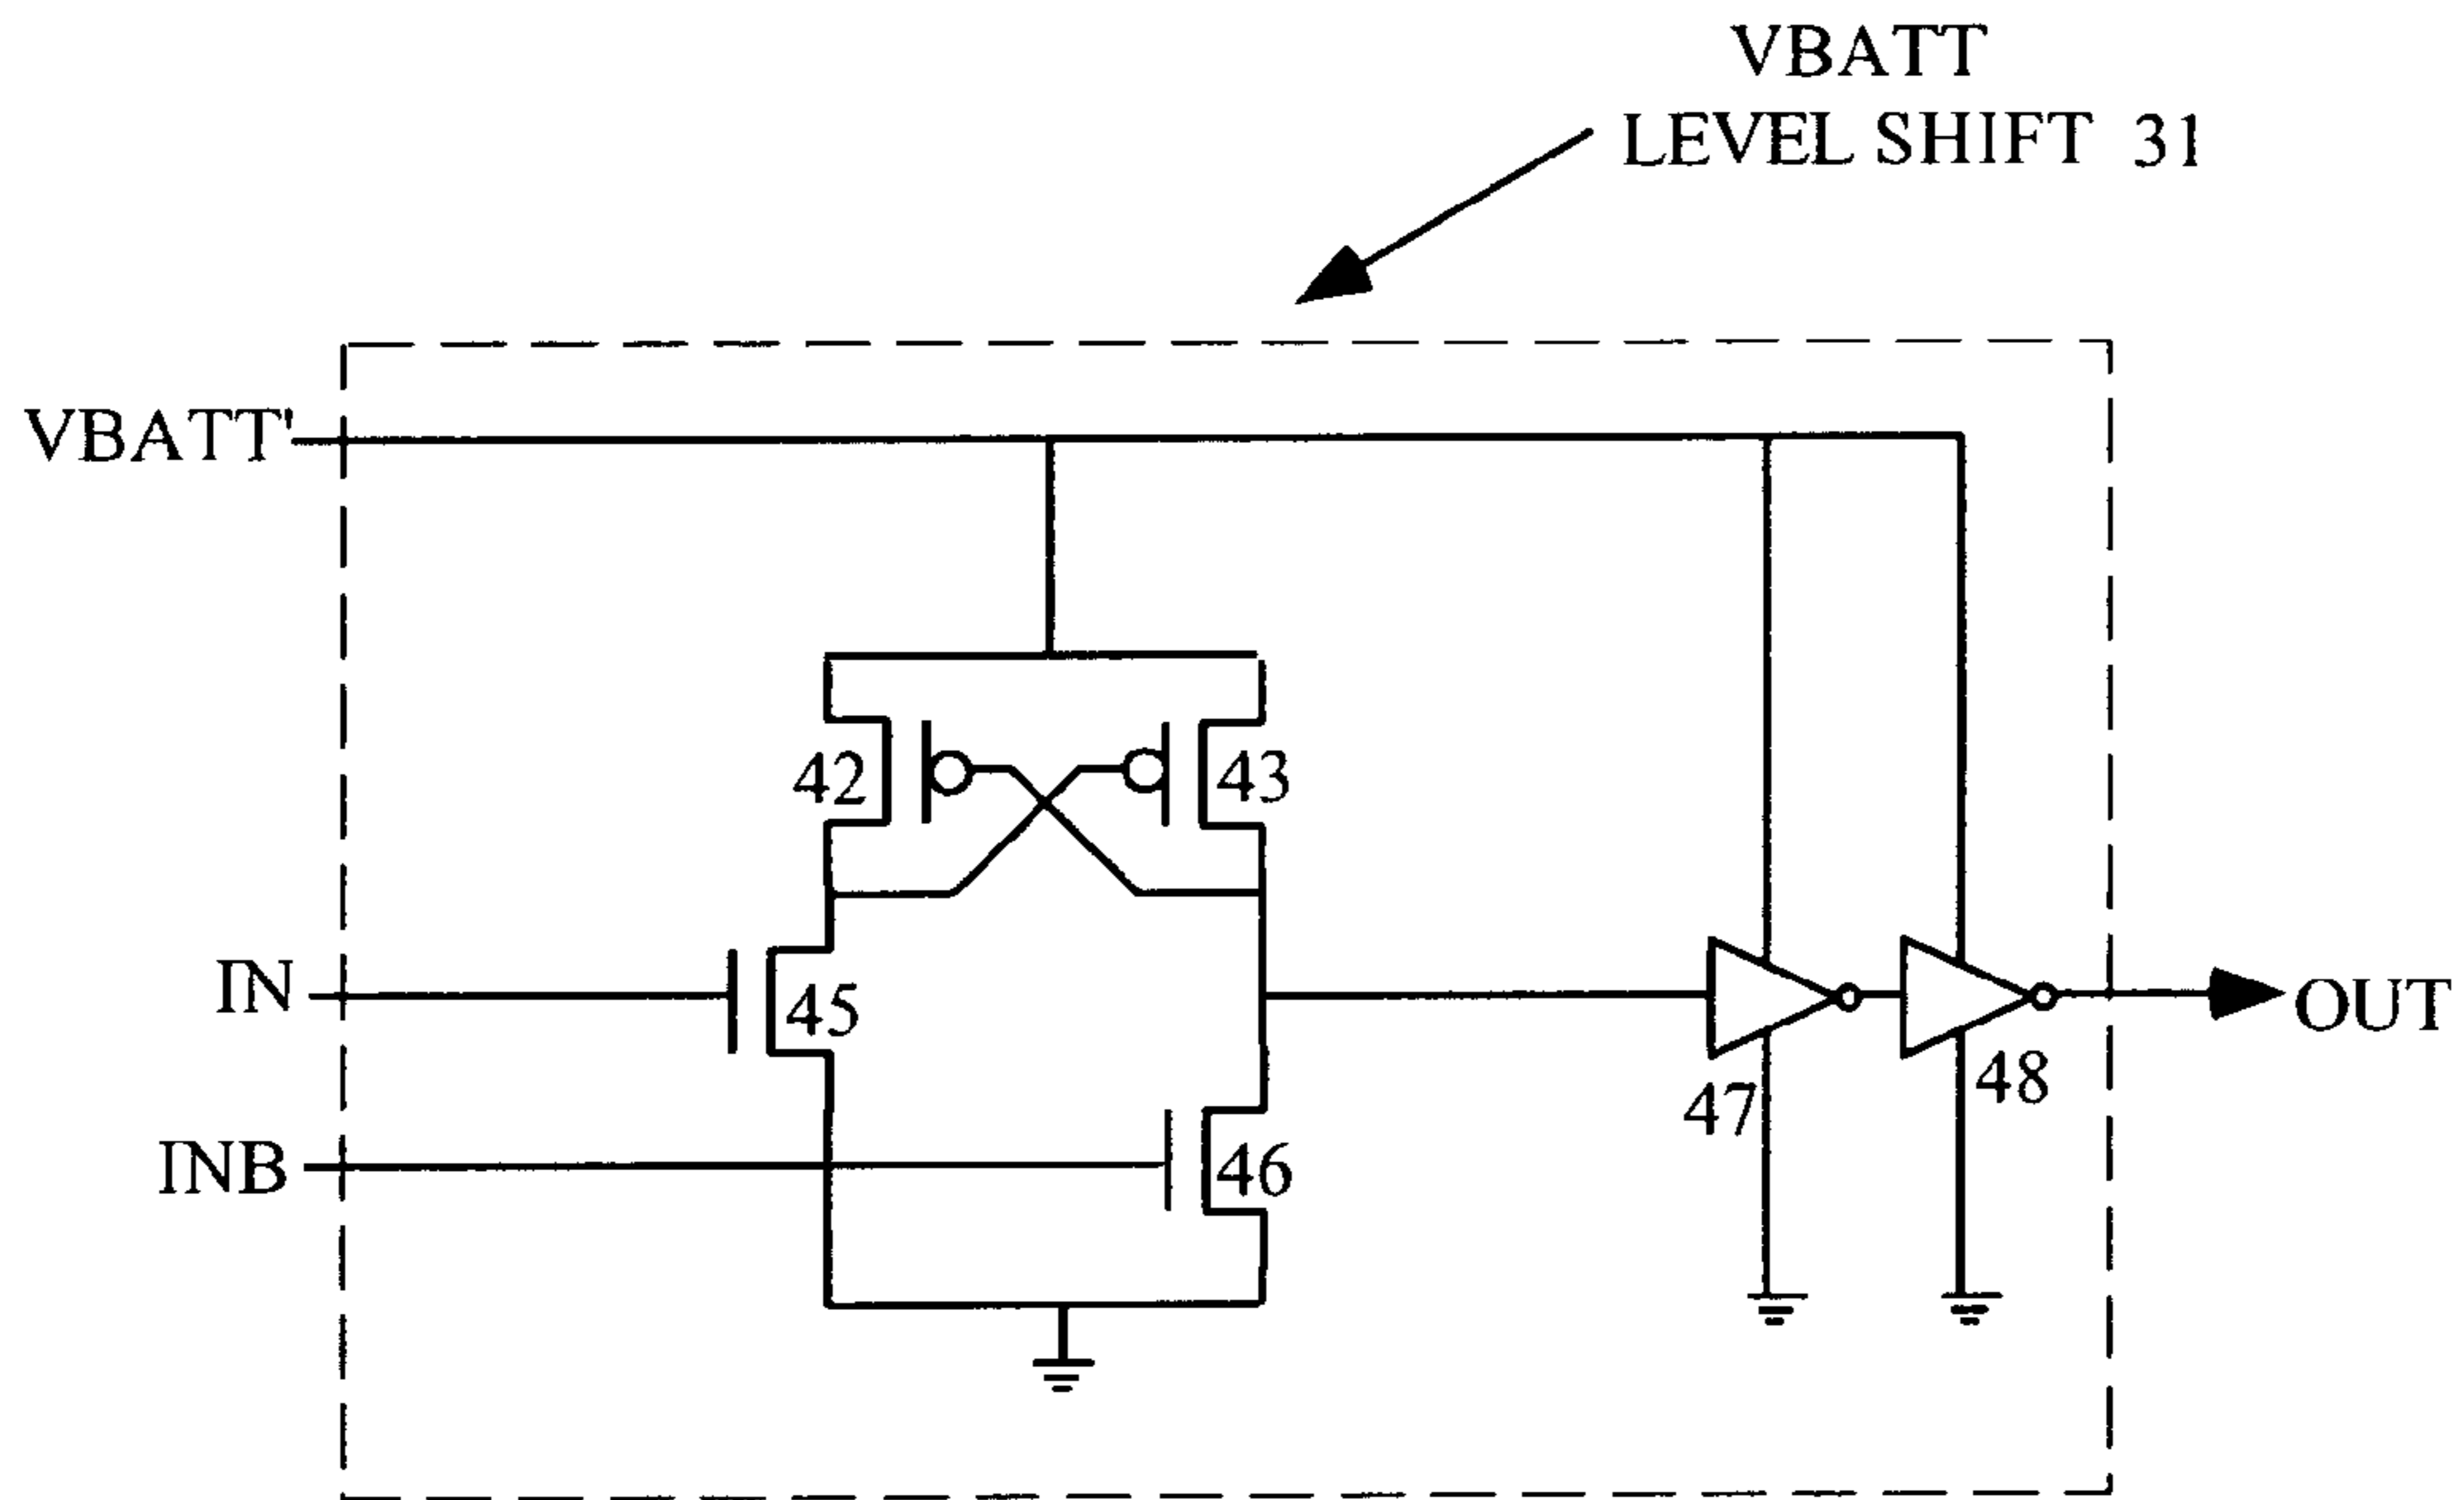 VBATT
LEVEL SHIFT 31
VBATT'
42
43
IN
45
OUT
47
48
INB
46